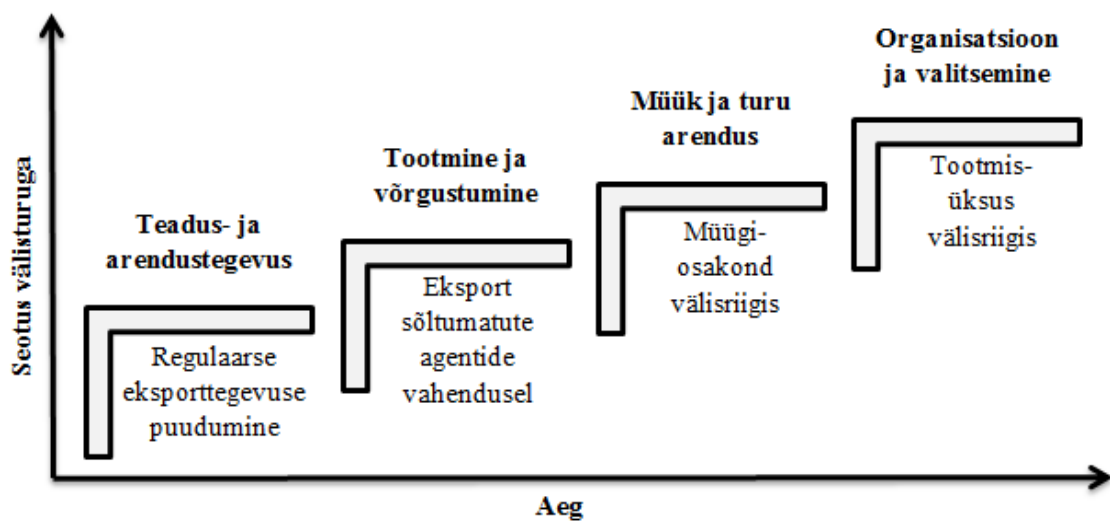 Seotus välisturuga
Teadus- ja
arendustegevus
Regulaarse
eksporttegevuse
puudumine
Tootmine ja
võrgustumine
Eksport
sõltumatute
agentide
vahendusel
Müük ja turu
arendus
Müügi-
osakond
välisriigis
Organisatsioon
ja valitsemine
Tootmis-
üksus
välisriigis
Aeg